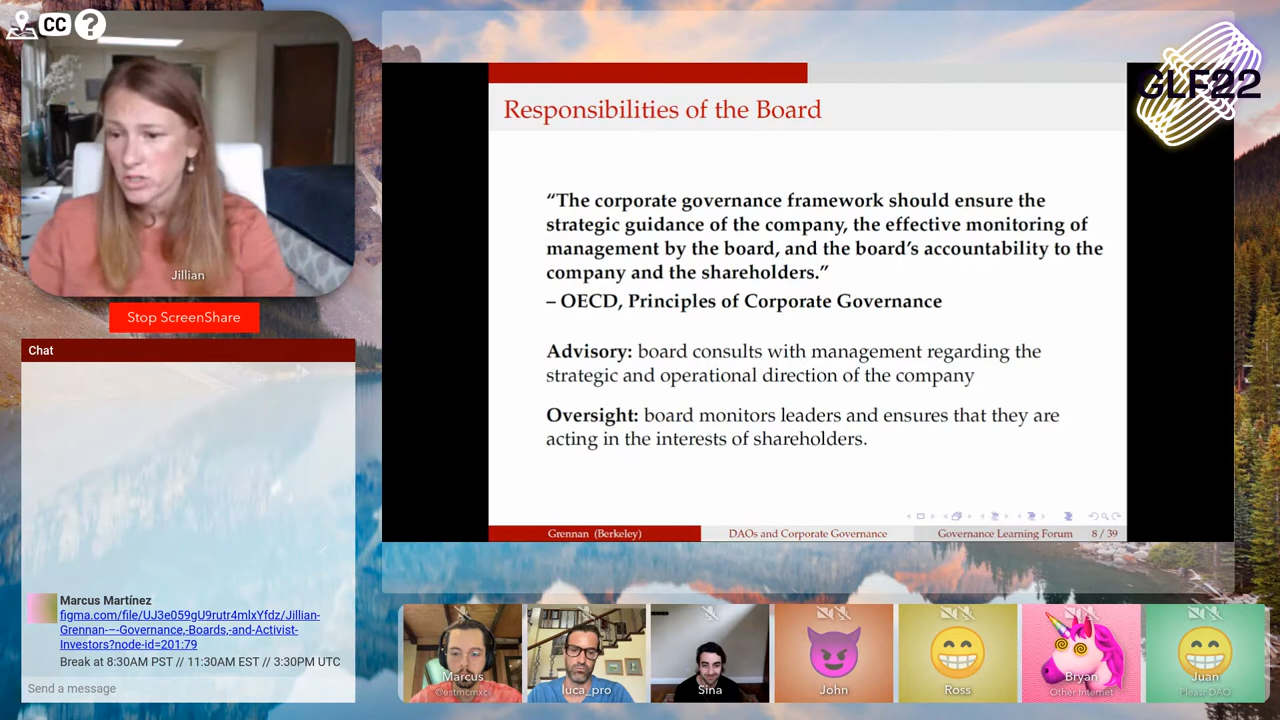 CC
?
GLF22
Jillian
Stop ScreenShare
Responsibilities of the Board
“The corporate governance framework should ensure the
strategic guidance of the company, the effective monitoring of
management by the board, and the board’s accountability to the
company and the shareholders.”
– OECD, Principles of Corporate Governance
Advisory: board consults with management regarding the
strategic and operational direction of the company
Oversight: board monitors leaders and ensures that they are
acting in the interests of shareholders.
Grennan (Berkeley)
DAOs and Corporate Governance
Governance Learning Forum
8 / 39
Chat
Marcus Martínez
figma.com/file/UJ3e059gU9rutr4mlxYfdz/Jillian-
Grennan-–-Governance,-Boards,-and-Activist-
Investors?node-id=201:79
Break at 8:30AM PST // 11:30AM EST // 3:30PM UTC
Send a message
Marcus
@estmcmxci
luca_pro
Sina
John
Ross
Bryan
Other Internet
Juan
PleasrDAO